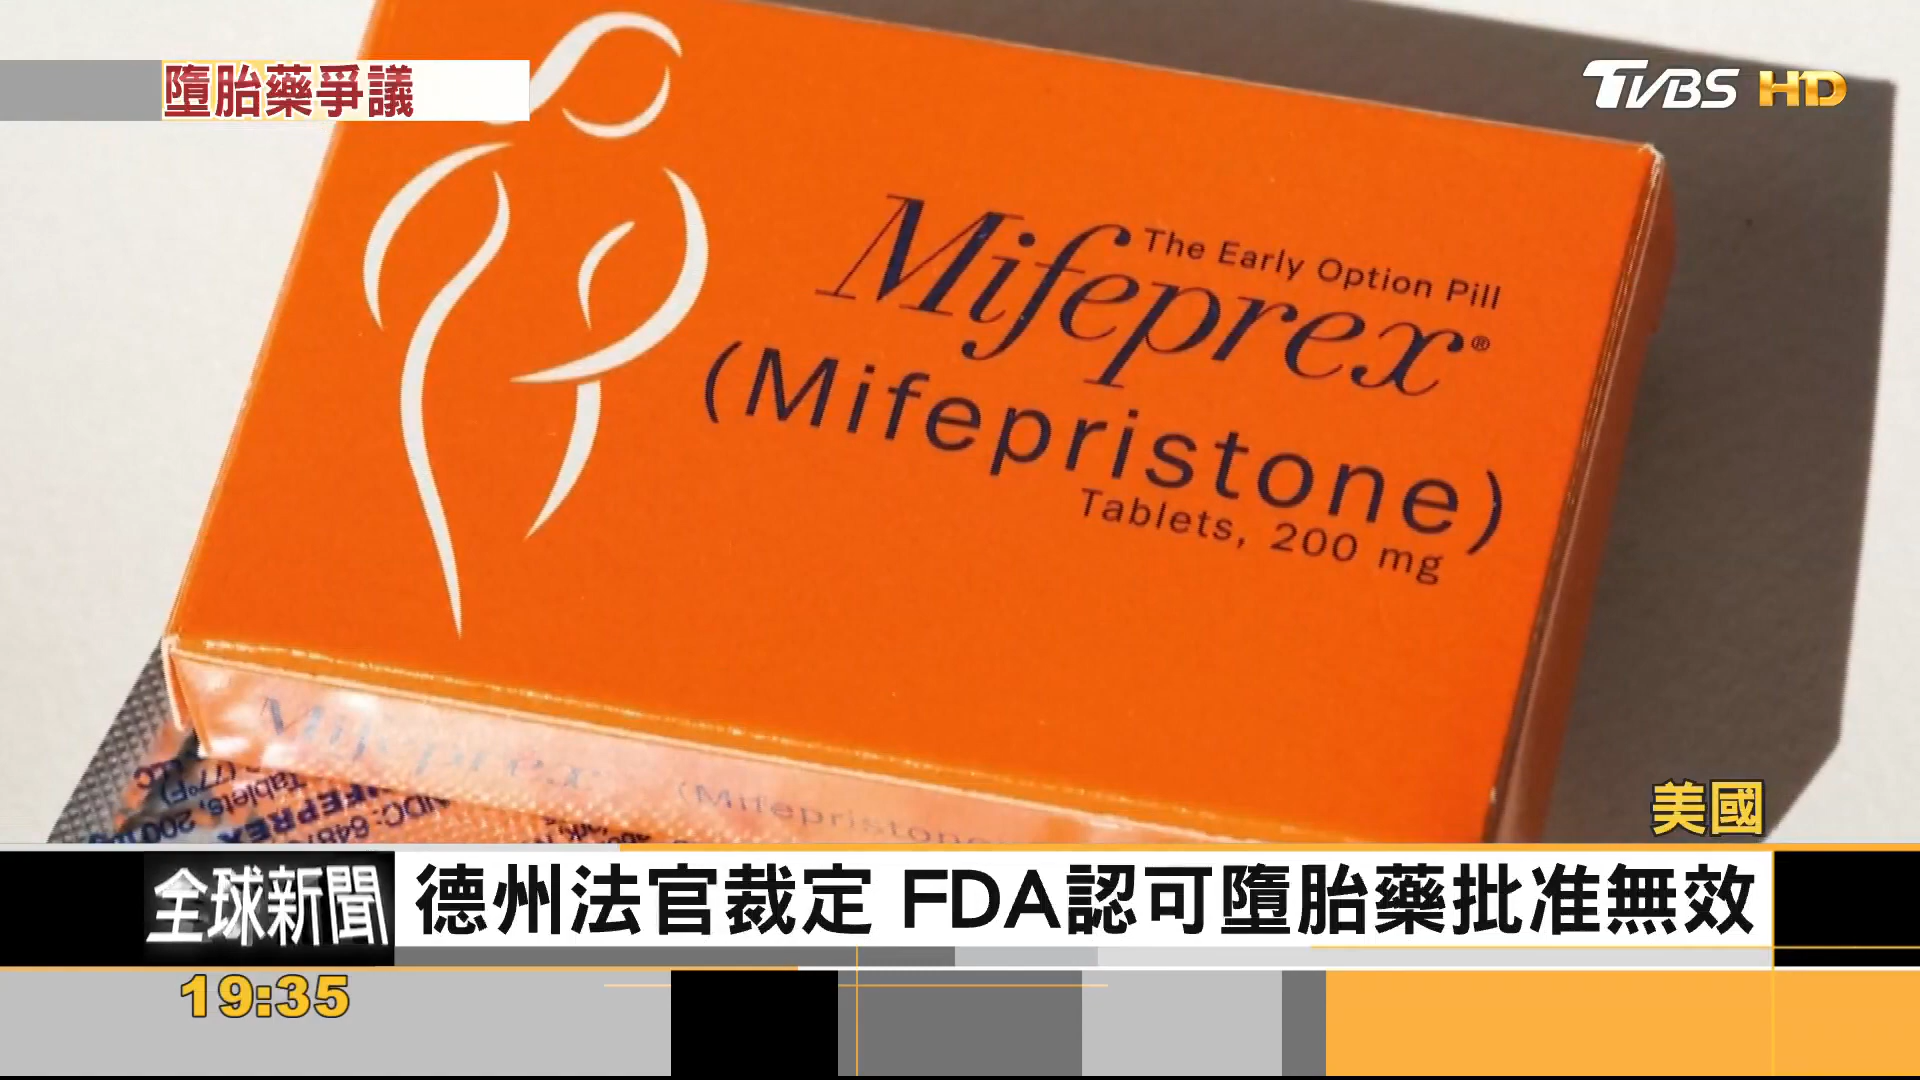 墮胎藥爭議
TVBS HD
The Early Option Pill
Mifeprex®
(Mifepristone)
Tablets, 200 mg
Mifeprex (Mifepristone
美國
全球新聞
德州法官裁定 FDA認可墮胎藥批准無效
19:35